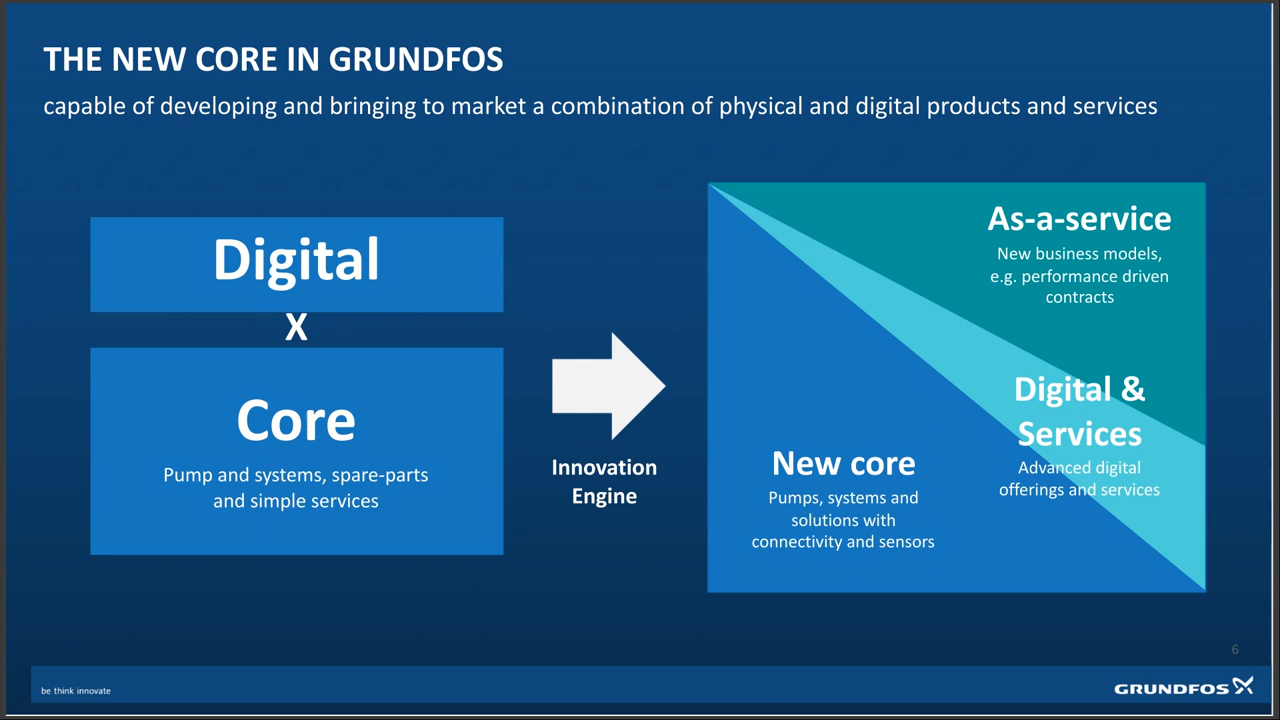 THE NEW CORE IN GRUNDFOS
capable of developing and bringing to market a combination of physical and digital products and services
Digital
X
Core
Pump and systems, spare-parts
and simple services
Innovation
Engine
As-a-service
New business models,
e.g. performance driven
contracts
Digital &
Services
Advanced digital
offerings and services
New core
Pumps, systems and
solutions with
connectivity and sensors
6
be think innovate
GRUNDFOS